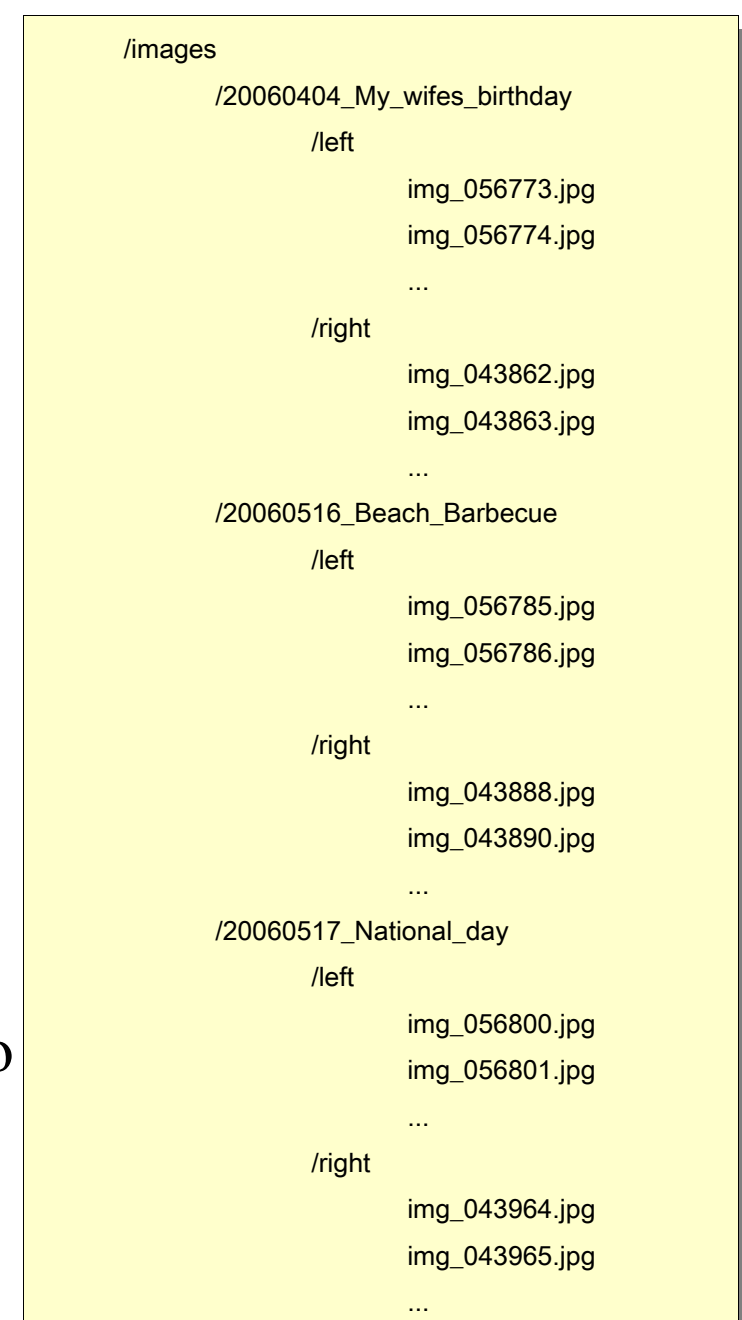 /images
/20060404_My_wifes_birthday
/left
img_056773.jpg
img_056774.jpg
...
/right
img_043862.jpg
img_043863.jpg
...
/20060516_Beach_Barbecue
/left
img_056785.jpg
img_056786.jpg
...
/right
img_043888.jpg
img_043890.jpg
...
/20060517_National_day
/left
img_056800.jpg
img_056801.jpg
...
/right
img_043964.jpg
img_043965.jpg
...